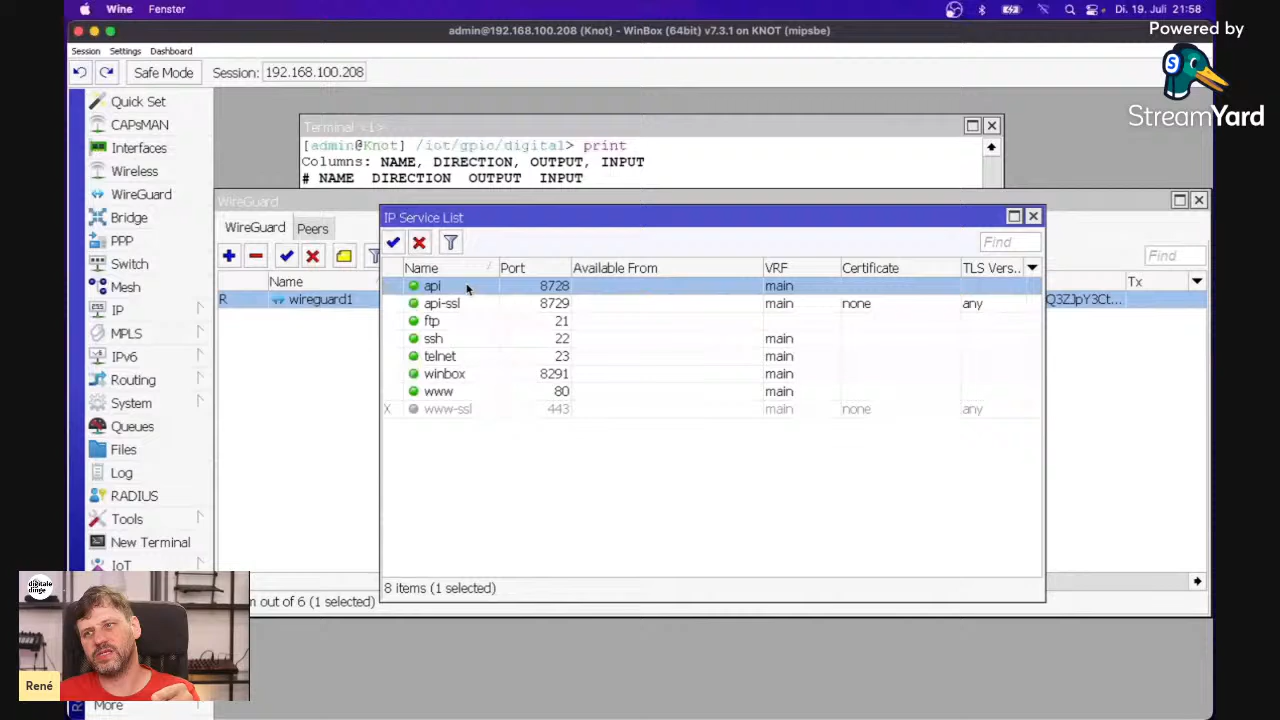 Wine Fenster
Di. 19. Juli 21:58
Powered by
StreamYard
admin@192.168.100.208 (Knot) - WinBox (64bit) v7.3.1 on KNOT (mipsbe)
Session Settings Dashboard
Safe Mode Session: 192.168.100.208
Quick Set
CAPsMAN
Interfaces
Wireless
WireGuard
Bridge
PPP
Switch
Mesh
IP
MPLS
IPv6
Routing
System
Queues
Files
Log
RADIUS
Tools
New Terminal
IoT
More
Terminal <1>
[admin@Knot] /iot/gpio/digital> print
Columns: NAME, DIRECTION, OUTPUT, INPUT
# NAME DIRECTION OUTPUT INPUT
WireGuard
WireGuard Peers
Find
Name Tx
R wireguard1 Q3ZJpY3Ct...
out of 6 (1 selected)
IP Service List
Find
Name Port Available From VRF Certificate TLS Vers..
api 8728 main
api-ssl 8729 main none any
ftp 21
ssh 22 main
telnet 23 main
winbox 8291 main
www 80 main
X www-ssl 443 main none any
8 items (1 selected)
digitale
dinge
René